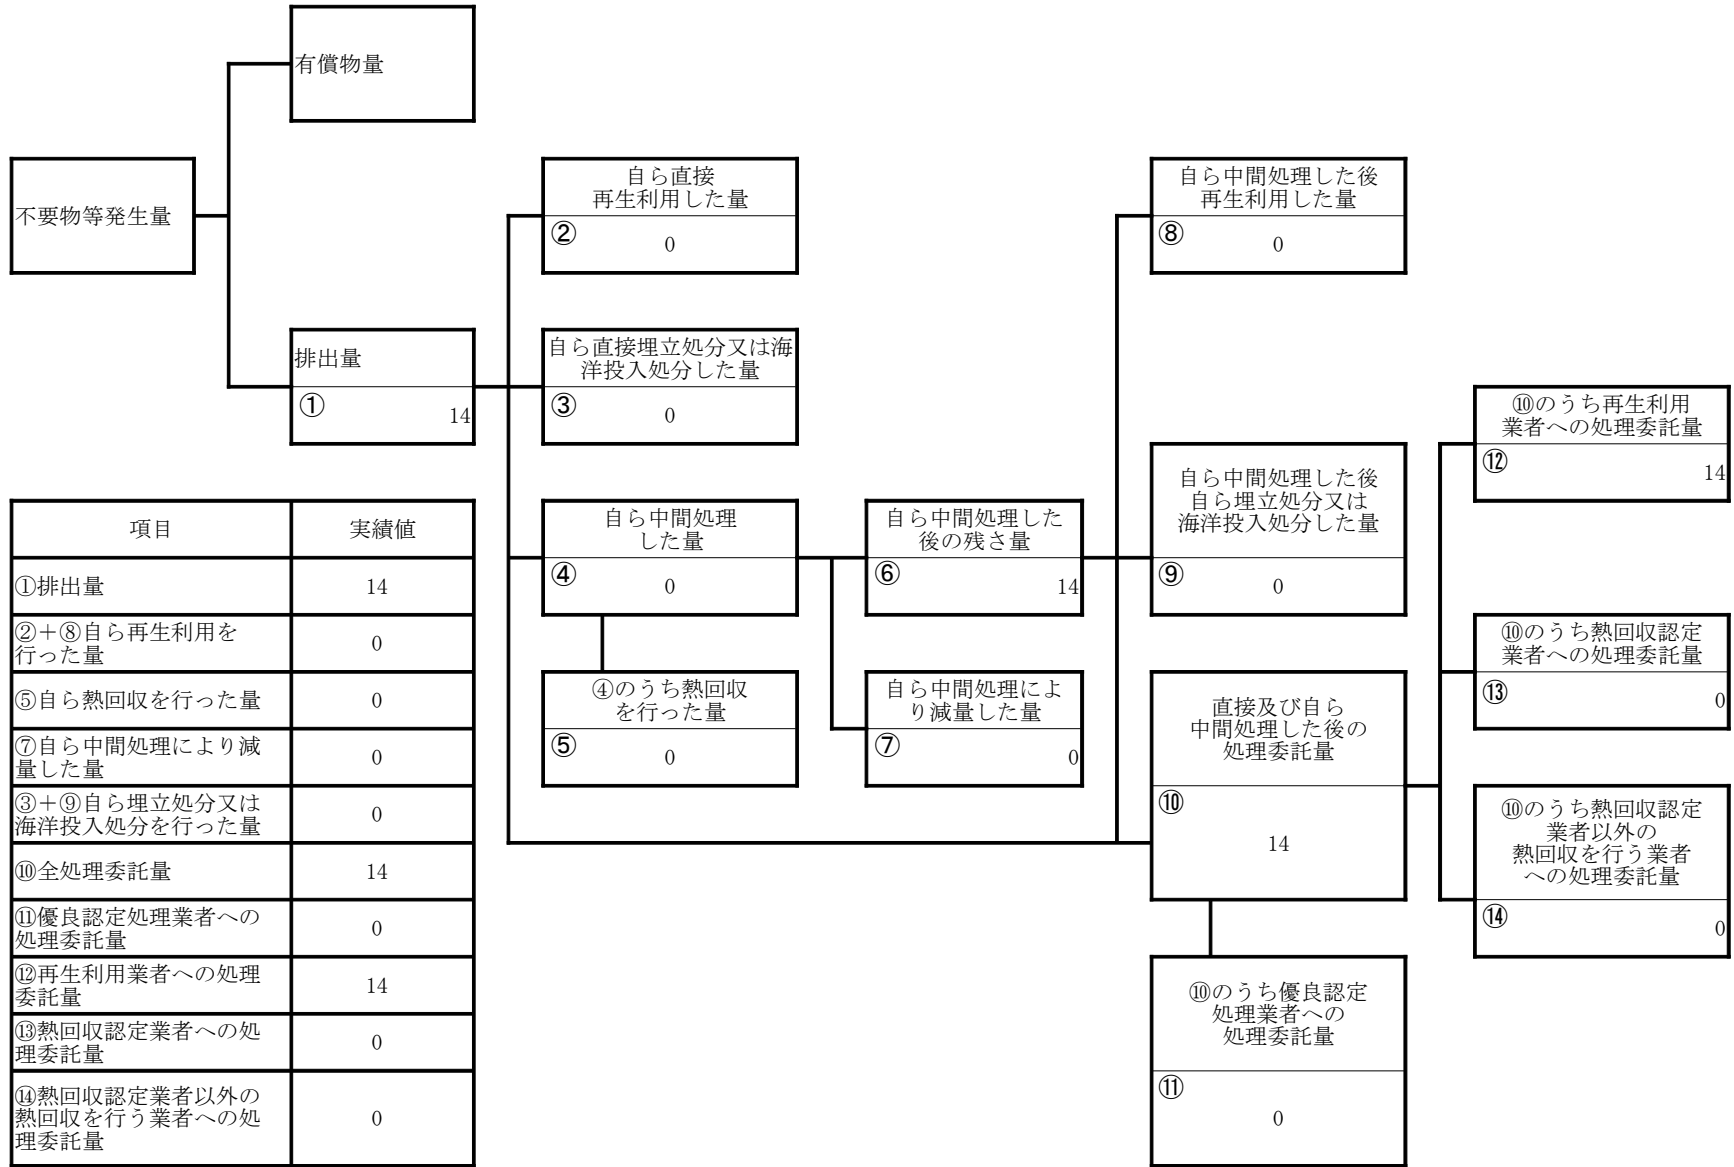 有償物量
不要物等発生量
自ら直接
再生利用した量
②
0
自ら中間処理した後
再生利用した量
⑧
0
排出量
①
14
自ら直接埋立処分又は海
洋投入処分した量
③
0
⑩のうち再生利用
業者への処理委託量
⑫
14
自ら中間処理した後
自ら埋立処分又は
海洋投入処分した量
⑨
0
自ら中間処理
した量
④
0
自ら中間処理した
後の残さ量
⑥
14
⑩のうち熱回収認定
業者への処理委託量
⑬
0
④のうち熱回収
を行った量
⑤
0
自ら中間処理によ
り減量した量
⑦
0
直接及び自ら
中間処理した後の
処理委託量
⑩
14
⑩のうち熱回収認定
業者以外の
熱回収を行う業者
への処理委託量
⑭
0
⑩のうち優良認定
処理業者への
処理委託量
⑪
0
項目 実績値
①排出量 14
②+⑧自ら再生利用を
行った量 0
⑤自ら熱回収を行った量 0
⑦自ら中間処理により減
量した量 0
③+⑨自ら埋立処分又は
海洋投入処分を行った量 0
⑩全処理委託量 14
⑪優良認定処理業者への
処理委託量 0
⑫再生利用業者への処理
委託量 14
⑬熱回収認定業者への処
理委託量 0
⑭熱回収認定業者以外の
熱回収を行う業者への処
理委託量 0